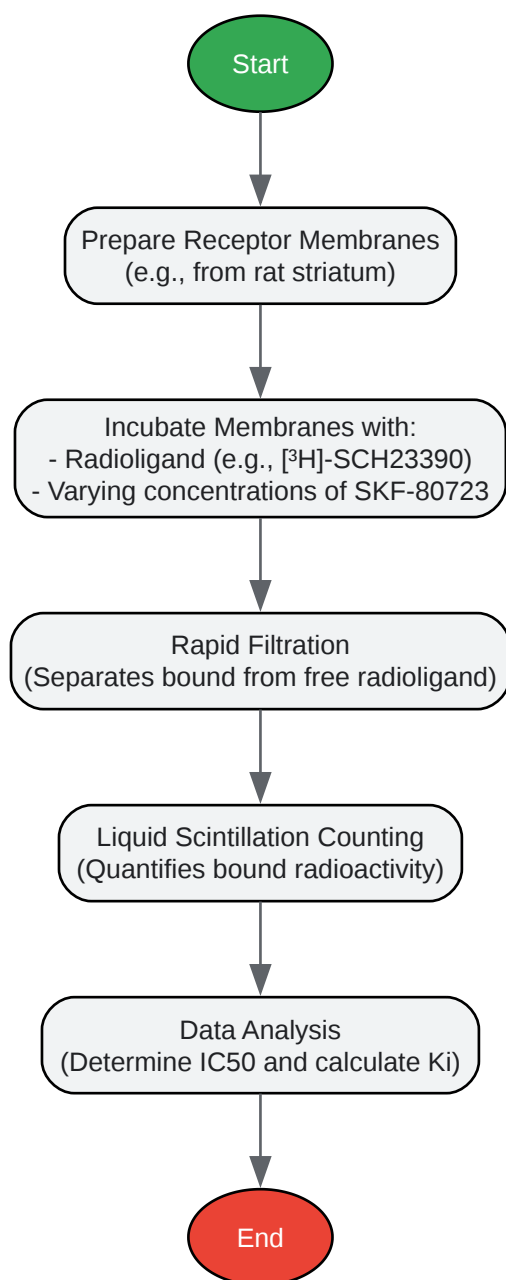 Start
Prepare Receptor Membranes
(e.g., from rat striatum)
Incubate Membranes with:
- Radioligand (e.g., [³H]-SCH23390)
- Varying concentrations of SKF-80723
Rapid Filtration
(Separates bound from free radioligand)
Liquid Scintillation Counting
(Quantifies bound radioactivity)
Data Analysis
(Determine IC50 and calculate Ki)
End